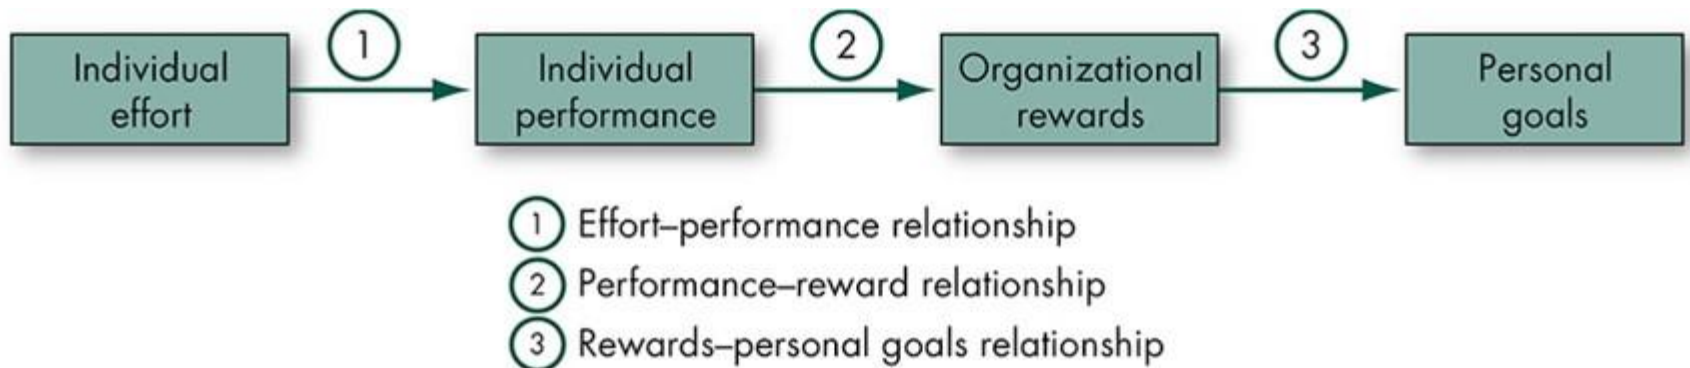 Individual
effort
1
Individual
performance
2
Organizational
rewards
3
Personal
goals
1 Effort–performance relationship
2 Performance–reward relationship
3 Rewards–personal goals relationship